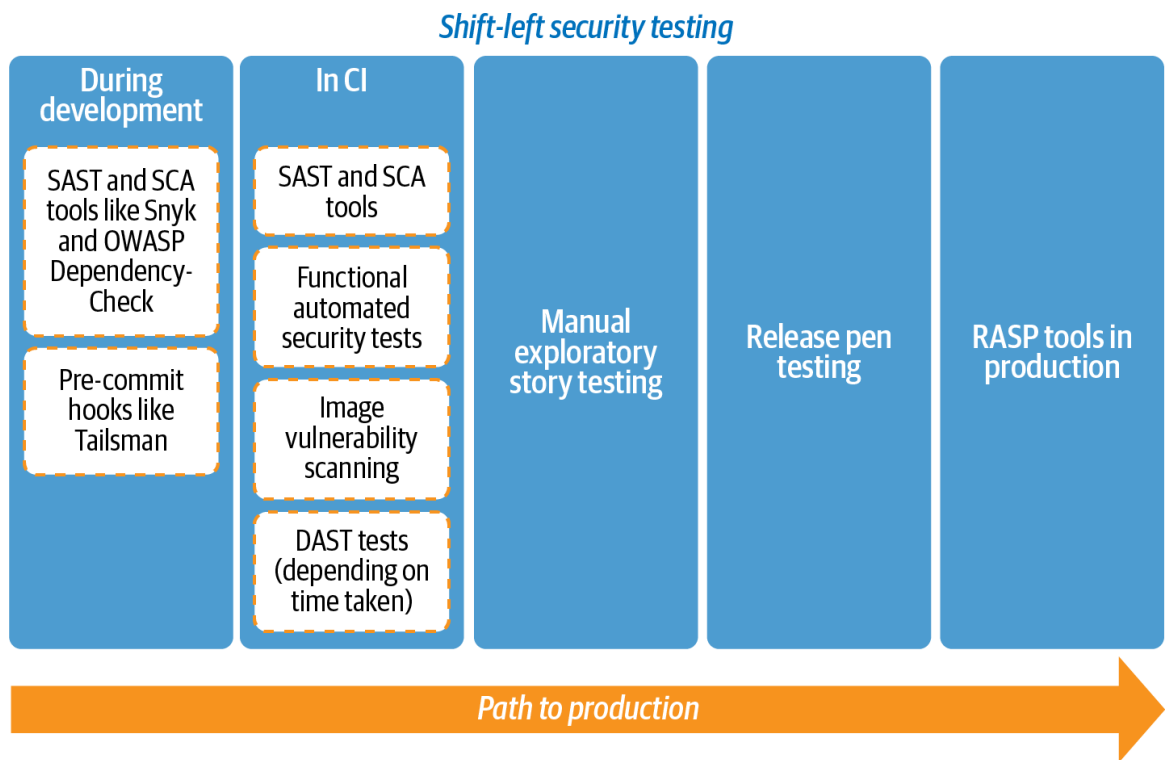 Shift-left security testing
During
development
SAST and SCA
tools like Snyk
and OWASP
Dependency-
Check
Pre-commit
hooks like
Tailsman
In CI
SAST and SCA
tools
Functional
automated
security tests
Image
vulnerability
scanning
DAST tests
(depending on
time taken)
Manual
exploratory
story testing
Release pen
testing
RASP tools in
production
Path to production